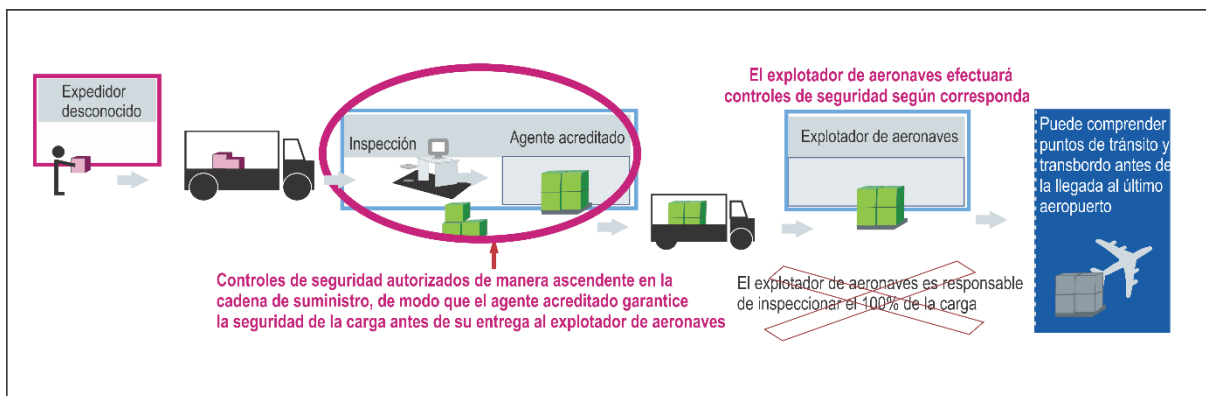 Expedidor
desconocido
Inspección
Agente acreditado
Controles de seguridad autorizados de manera ascendente en la
cadena de suministro, de modo que el agente acreditado garantice
la seguridad de la carga antes de su entrega al explotador de aeronaves
El explotador de aeronaves efectuará
controles de seguridad según corresponda
Explotador de aeronaves
El explotador de aeronaves es responsable
de inspeccionar el 100% de la carga
Puede comprender
puntos de tránsito y
transbordo antes de
la llegada al último
aeropuerto